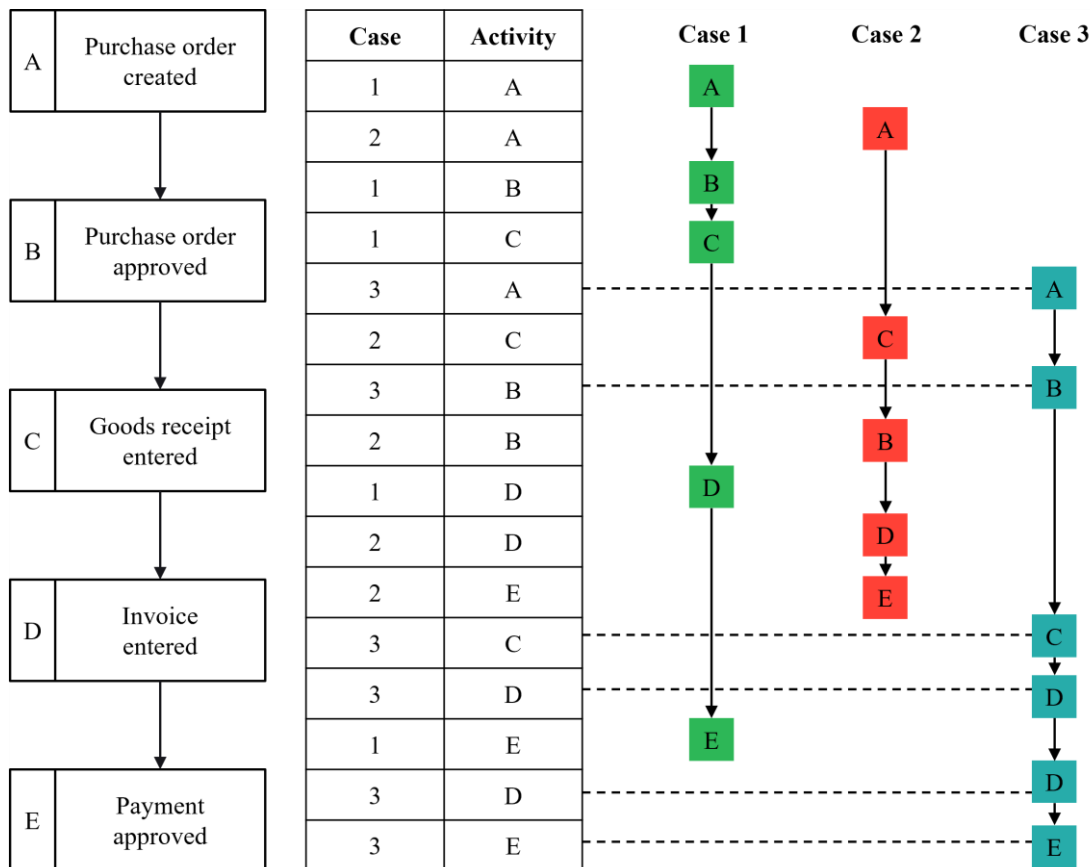 A
Purchase order
created
B
Purchase order
approved
C
Goods receipt
entered
D
Invoice
entered
E
Payment
approved
Case Activity
1 A
2 A
1 B
1 C
3 A
2 C
3 B
2 B
1 D
2 D
2 E
3 C
3 D
1 E
3 D
3 E
Case 1
A
B
C
D
E
Case 2
A
C
B
D
E
Case 3
A
B
C
D
D
E